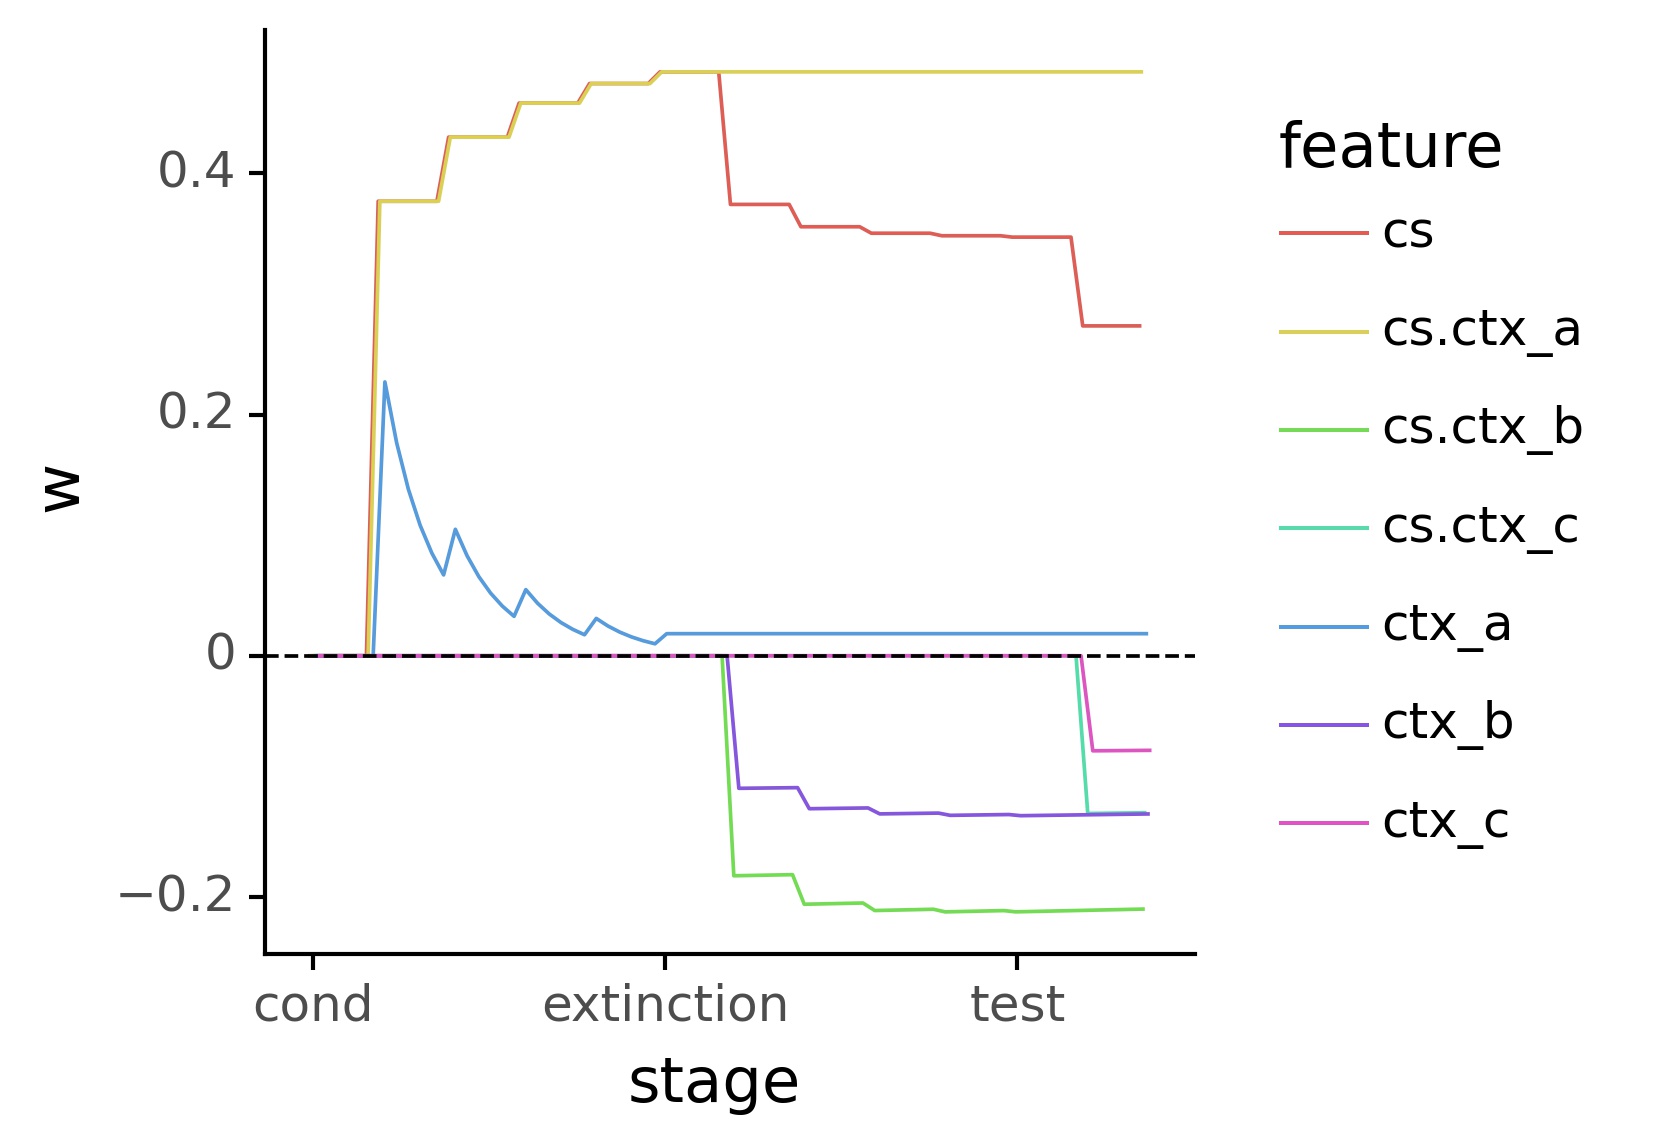 0.4
0.2
0
−0.2
w
cond
extinction
test
stage
feature
cs
cs.ctx_a
cs.ctx_b
cs.ctx_c
ctx_a
ctx_b
ctx_c